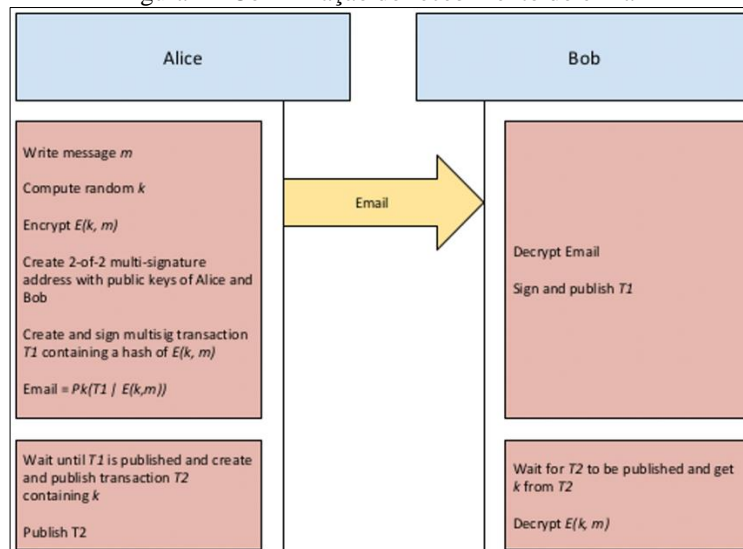 Alice
Bob
Write message m
Compute random k
Encrypt E(k, m)
Create 2-of-2 multi-signature
address with public keys of Alice and
Bob
Create and sign multisig transaction
T1 containing a hash of E(k, m)
Email = Pk(T1 | E(k,m))
Email
Decrypt Email
Sign and publish T1
Wait until T1 is published and create
and publish transaction T2
containing k
Publish T2
Wait for T2 to be published and get
k from T2
Decrypt E(k, m)